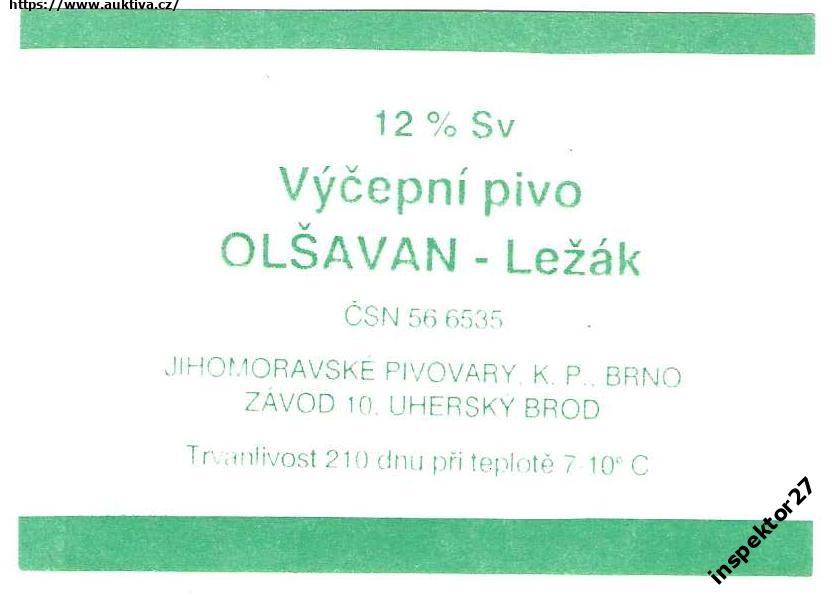 https://www.auktiva.cz/
12 % Sv
Výčepní pivo
OLŠAVAN - Ležák
ČSN 56 6535
JIHOMORAVSKÉ PIVOVARY, K. P., BRNO
ZÁVOD 10, UHERSKÝ BROD
Trvanlivost 210 dnu při teplotě 7-10° C
inspektor27